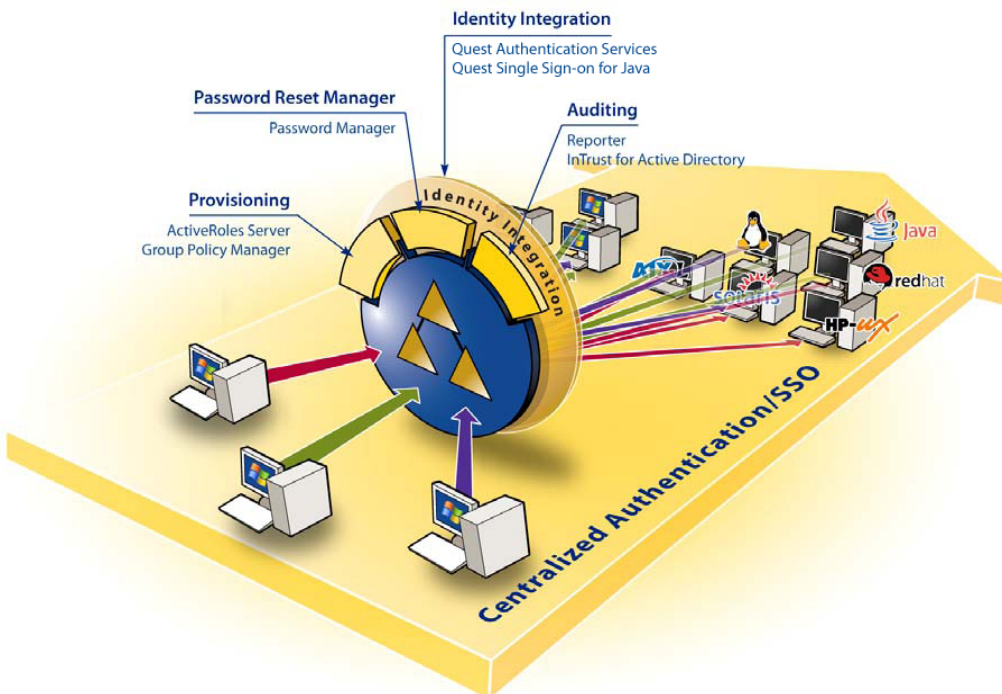 Identity Integration
Quest Authentication Services
Quest Single Sign-on for Java
Password Reset Manager
Password Manager
Auditing
Reporter
InTrust for Active Directory
Provisioning
ActiveRoles Server
Group Policy Manager
Identity Integration
AIX
solaris
Java
redhat
HP-UX
Centralized Authentication/SSO